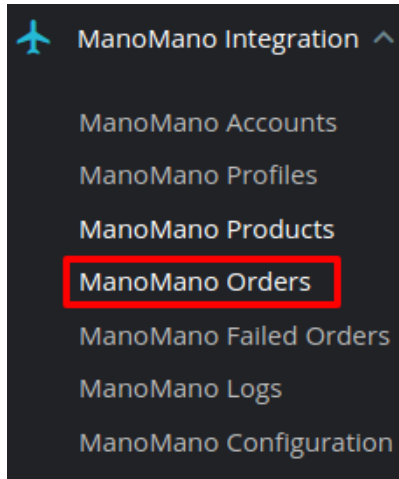 ManoMano Integration
ManoMano Accounts
ManoMano Profiles
ManoMano Products
ManoMano Orders
ManoMano Failed Orders
ManoMano Logs
ManoMano Configuration